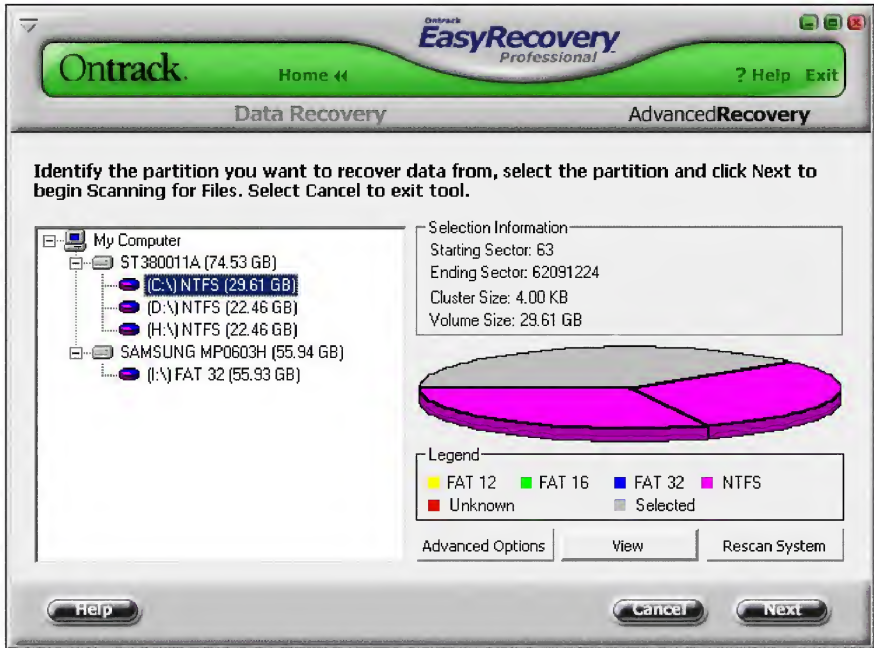 Ontrack
EasyRecovery
Professional
Ontrack.
Home
? Help Exit
Data Recovery
AdvancedRecovery
Identify the partition you want to recover data from, select the partition and click Next to
begin Scanning for Files. Select Cancel to exit tool.
My Computer
ST380011A (74.53 GB)
(C:\) NTFS (29.61 GB)
(D:\) NTFS (22.46 GB)
(H:\) NTFS (22.46 GB)
SAMSUNG MP0603H (55.94 GB)
(I:\) FAT 32 (55.93 GB)
Selection Information
Starting Sector: 63
Ending Sector: 62091224
Cluster Size: 4.00 KB
Volume Size: 29.61 GB
Legend
FAT 12 FAT 16 FAT 32 NTFS
Unknown Selected
Advanced Options View Rescan System
Help Cancel Next